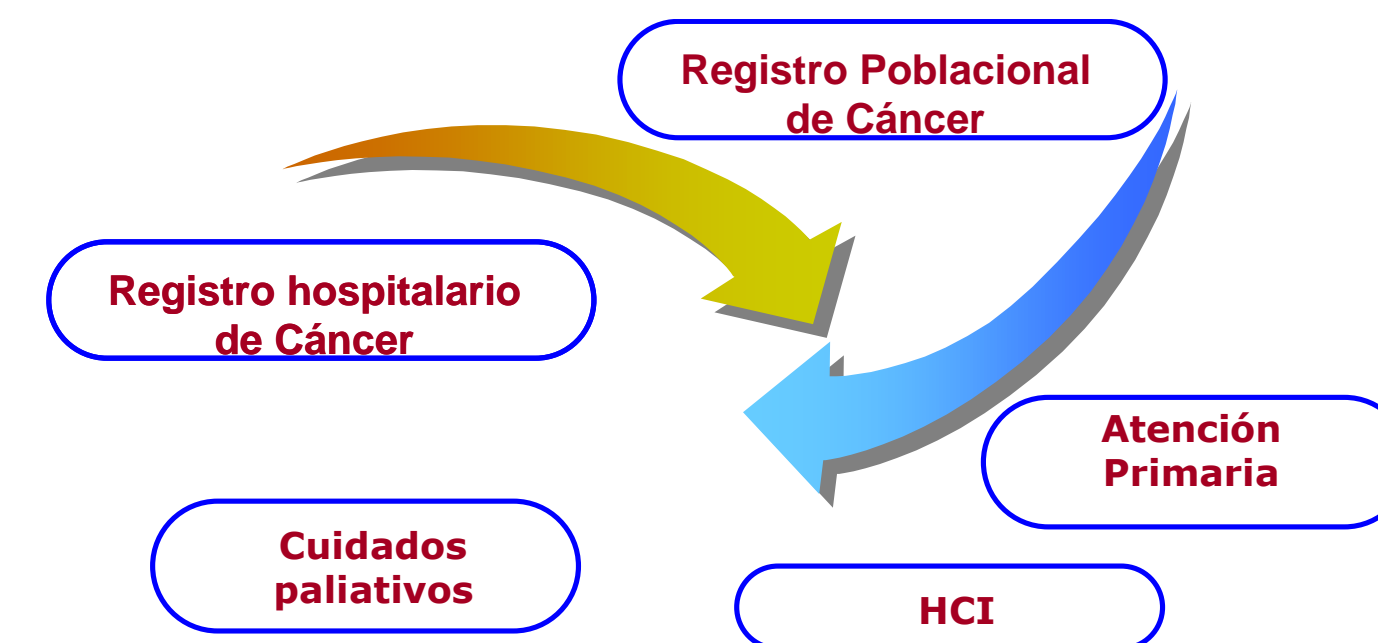 Registro Poblacional
de Cáncer
Registro hospitalario
de Cáncer
Atención
Primaria
Cuidados
paliativos
HCI